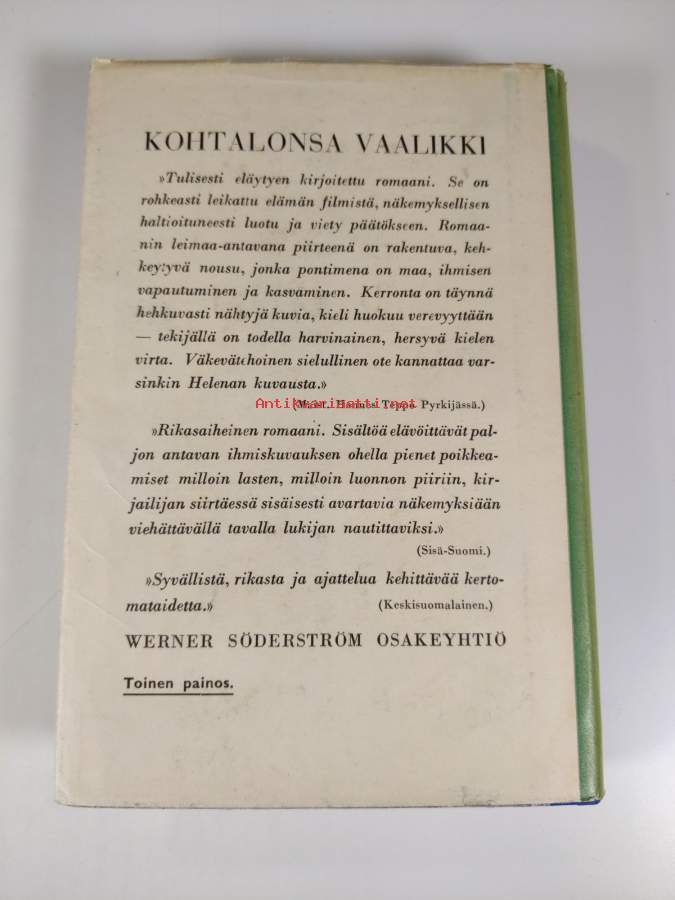 KOHTALONSA VAALIKKI
»Tulisesti eläytyen kirjoitettu romaani. Se on
rohkeasti leikattu elämän filmistä, näkemyksellisen
haltioituneesti luotu ja viety päätökseen. Romaa-
nin leimaa-antavana piirteenä on rakentuva, keh-
keytyvä nousu, jonka pontimena on maa, ihmisen
vapautuminen ja kasvaminen. Kerronta on täynnä
hehkuvasti nähtyjä kuvia, kieli huokuu verevyyttään
— tekijällä on todella harvinainen, hersyvä kielen
virta. Väkevätehoinen sielullinen ote kannattaa var-
sinkin Helenan kuvausta.»
Antikvariaatti.net
Hannes Teppo Pyrkijässä.)
»Rikasaiheinen romaani. Sisältöä elävöittävät pal-
jon antavan ihmiskuvauksen ohella pienet poikkea-
miset milloin lasten, milloin luonnon piiriin, kir-
jailijan siirtäessä sisäisesti avartavia näkemyksiään
viehättävällä tavalla lukijan nautittaviksi.»
(Sisä-Suomi.)
»Syvällistä, rikasta ja ajattelua kehittävää kerto-
mataidetta.» (Keskisuomalainen.)
WERNER SÖDERSTRÖM OSAKEYHTIÖ
Toinen painos.